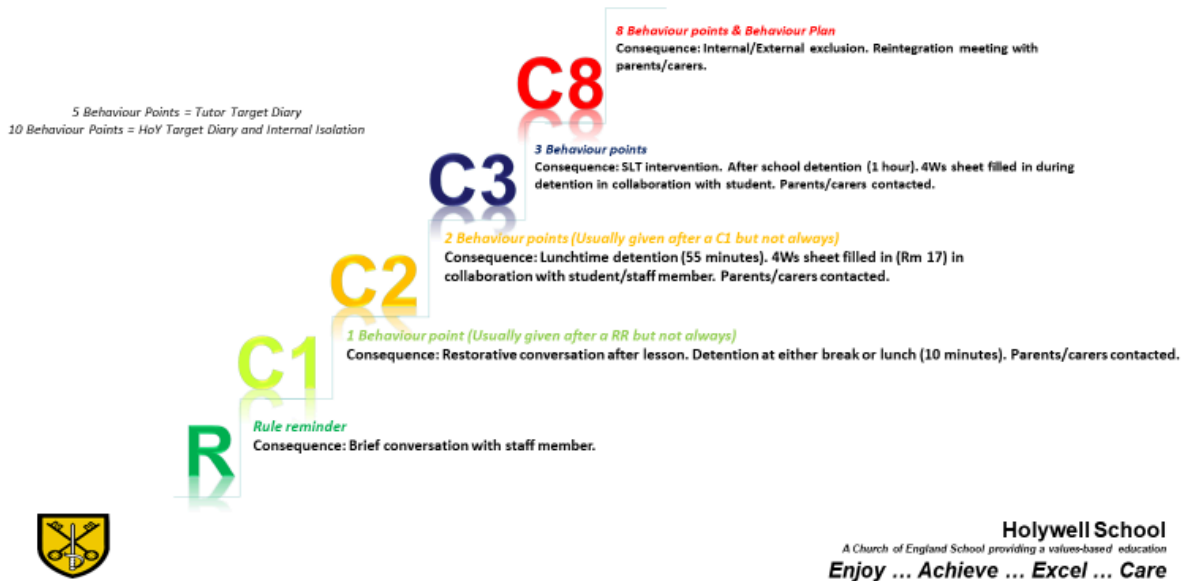 8 Behaviour points & Behaviour Plan
Consequence: Internal/External exclusion. Reintegration meeting with
parents/carers.
C8
5 Behaviour Points = Tutor Target Diary
10 Behaviour Points = HoY Target Diary and Internal Isolation
3 Behaviour points
Consequence: SLT intervention. After school detention (1 hour). 4Ws sheet filled in during
detention in collaboration with student. Parents/carers contacted.
C3
2 Behaviour points (Usually given after a C1 but not always)
Consequence: Lunchtime detention (55 minutes). 4Ws sheet filled in (Rm 17) in
collaboration with student/staff member. Parents/carers contacted.
C2
1 Behaviour point (Usually given after a RR but not always)
Consequence: Restorative conversation after lesson. Detention at either break or lunch (10 minutes). Parents/carers contacted.
C1
Rule reminder
Consequence: Brief conversation with staff member.
R
Holywell School
A Church of England School providing a values-based education
Enjoy ... Achieve ... Excel ... Care